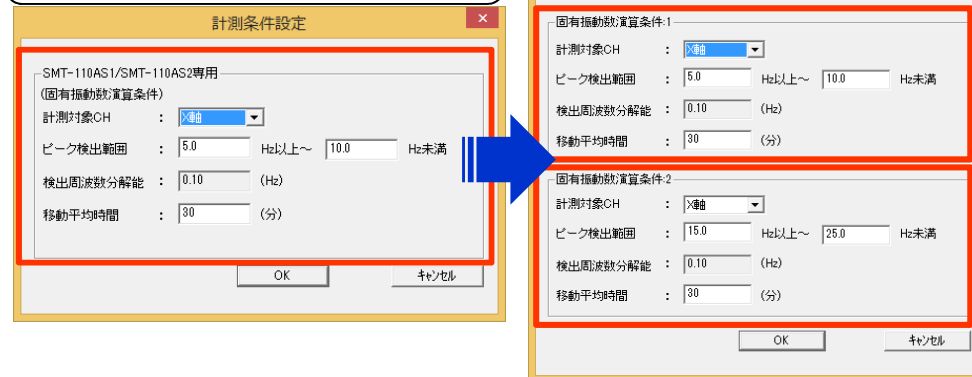 計測条件設定
×
SMT-110AS1/SMT-110AS2専用
(固有振動数演算条件)
計測対象CH : X軸
ピーク検出範囲 : 5.0 Hz以上～ 10.0 Hz未満
検出周波数分解能 : 0.10 (Hz)
移動平均時間 : 30 (分)
OK キャンセル
固有振動数演算条件:1
計測対象CH : X軸
ピーク検出範囲 : 5.0 Hz以上～ 10.0 Hz未満
検出周波数分解能 : 0.10 (Hz)
移動平均時間 : 30 (分)
固有振動数演算条件:2
計測対象CH : X軸
ピーク検出範囲 : 15.0 Hz以上～ 25.0 Hz未満
検出周波数分解能 : 0.10 (Hz)
移動平均時間 : 30 (分)
OK キャンセル